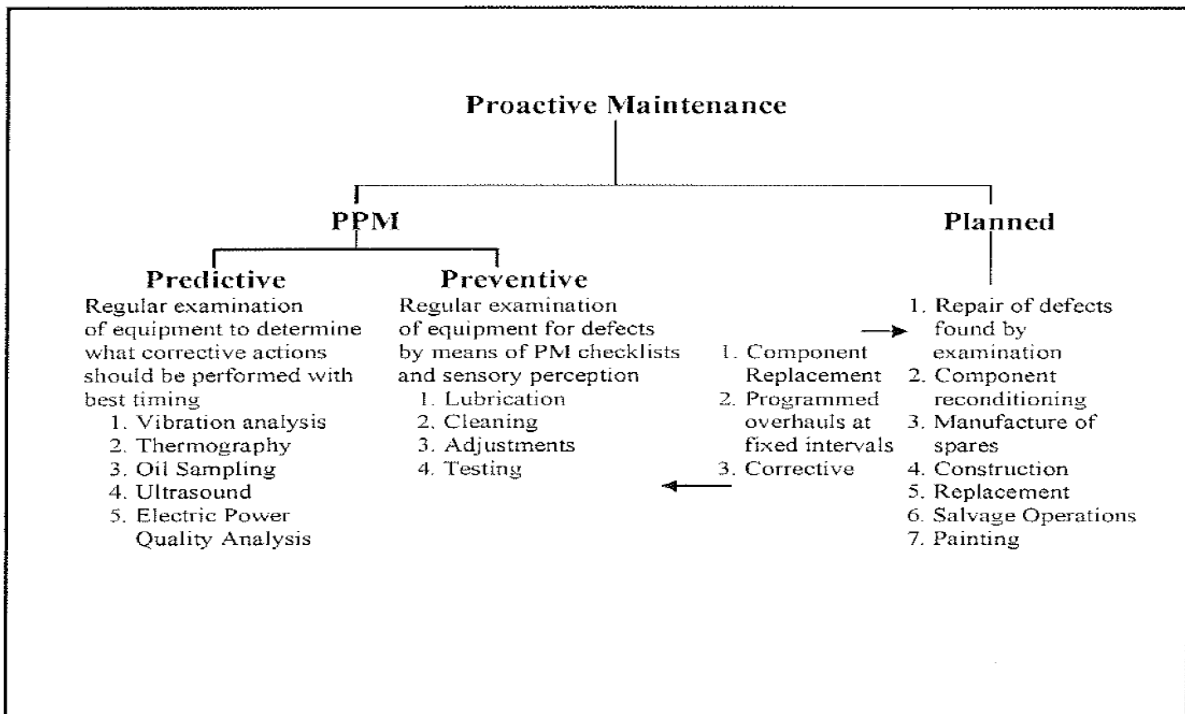 Proactive Maintenance
PPM
Planned
Predictive
Regular examination
of equipment to determine
what corrective actions
should be performed with
best timing
1. Vibration analysis
2. Thermography
3. Oil Sampling
4. Ultrasound
5. Electric Power
Quality Analysis
Preventive
Regular examination
of equipment for defects
by means of PM checklists
and sensory perception
1. Lubrication
2. Cleaning
3. Adjustments
4. Testing
1. Component
Replacement
2. Programmed
overhauls at
fixed intervals
3. Corrective
1. Repair of defects
found by
examination
2. Component
reconditioning
3. Manufacture of
spares
4. Construction
5. Replacement
6. Salvage Operations
7. Painting